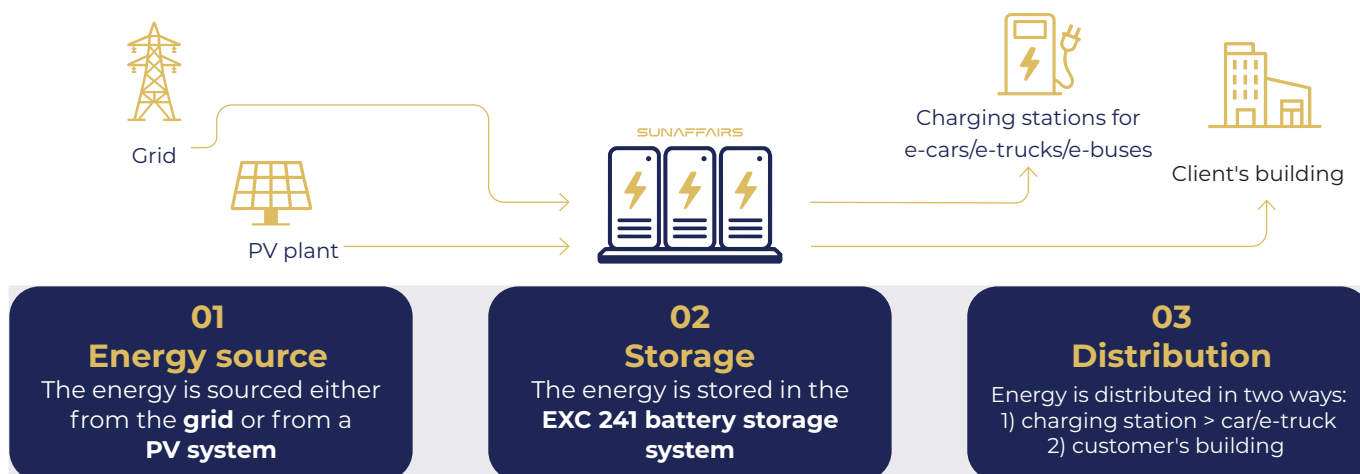 Grid
PV plant
SUNAFFAIRS
Charging stations for
e-cars/e-trucks/e-buses
Client's building
01
Energy source
The energy is sourced either
from the grid or from a
PV system
02
Storage
The energy is stored in the
EXC 241 battery storage
system
03
Distribution
Energy is distributed in two ways:
1) charging station > car/e-truck
2) customer's building